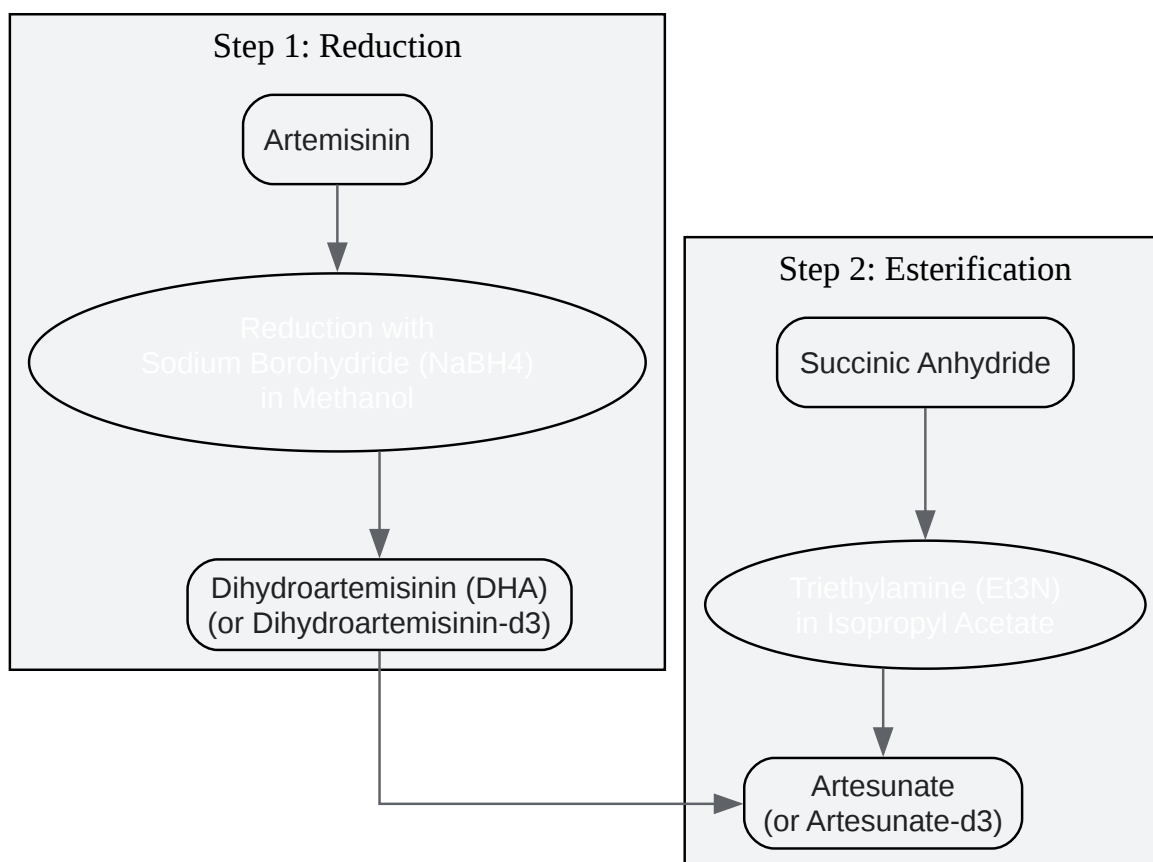 Step 1: Reduction
Artemisinin
Reduction with
Sodium Borohydride (NaBH4)
in Methanol
Dihydroartemisinin (DHA)
(or Dihydroartemisinin-d3)
Step 2: Esterification
Succinic Anhydride
Triethylamine (Et3N)
in Isopropyl Acetate
Artesunate
(or Artesunate-d3)